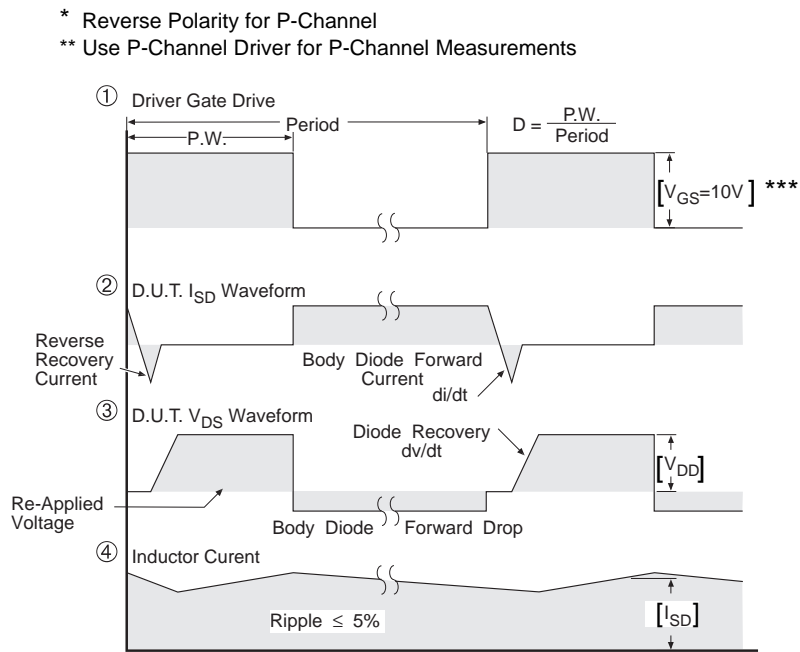 * Reverse Polarity for P-Channel
** Use P-Channel Driver for P-Channel Measurements
① Driver Gate Drive
Period
P.W.
D = P.W.
Period
[VGS=10V] ***
② D.U.T. ISD Waveform
Reverse
Recovery
Current
Body Diode Forward
Current
di/dt
③ D.U.T. VDS Waveform
Diode Recovery
dv/dt
[VDD]
Re-Applied
Voltage
Body Diode Forward Drop
④ Inductor Curent
Ripple ≤ 5%
[ISD]